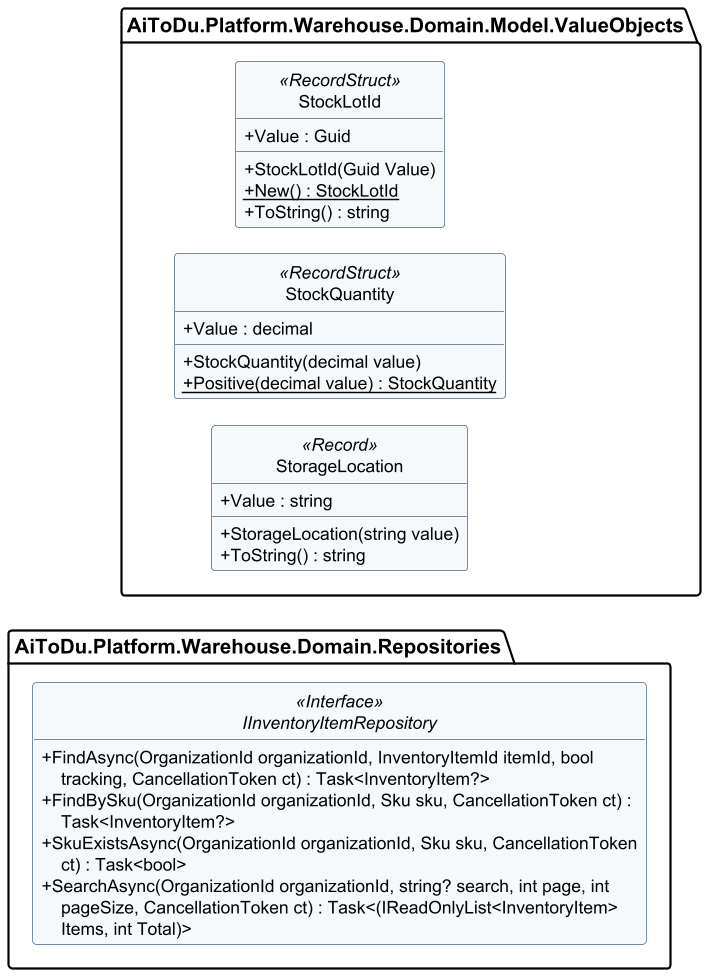 AiToDu.Platform.Warehouse.Domain.Model.ValueObjects
«RecordStruct»
StockLotId
+Value : Guid
+StockLotId(Guid Value)
+New() : StockLotId
+ToString() : string
«RecordStruct»
StockQuantity
+Value : decimal
+StockQuantity(decimal value)
+Positive(decimal value) : StockQuantity
«Record»
StorageLocation
+Value : string
+StorageLocation(string value)
+ToString() : string
AiToDu.Platform.Warehouse.Domain.Repositories
«Interface»
IInventoryItemRepository
+FindAsync(OrganizationId organizationId, InventoryItemId itemId, bool
tracking, CancellationToken ct) : Task<InventoryItem?>
+FindBySku(OrganizationId organizationId, Sku sku, CancellationToken ct) :
Task<InventoryItem?>
+SkuExistsAsync(OrganizationId organizationId, Sku sku, CancellationToken
ct) : Task<bool>
+SearchAsync(OrganizationId organizationId, string? search, int page, int
pageSize, CancellationToken ct) : Task<(IReadOnlyList<InventoryItem>
Items, int Total)>